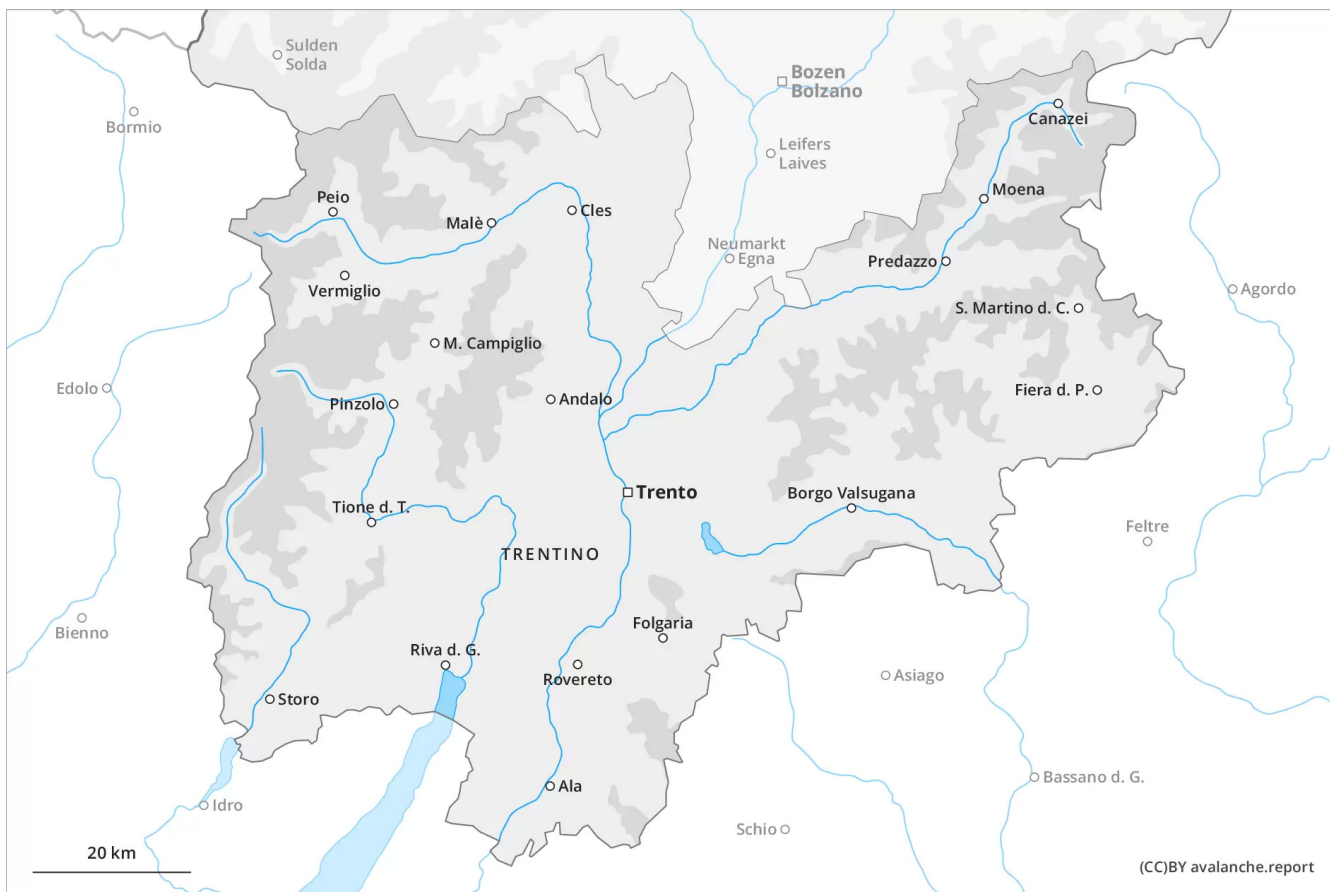 Sulden
Solda
Bozen
Bolzano
Bormio
Canazei
Leifers
Laives
Peio
Moena
Malè
Cles
Neumarkt
Egna
Predazzo
Vermiglio
Agordo
S. Martino d. C.
M. Campiglio
Edolo
Pinzolo
Andalo
Fiera d. P.
Trento
Borgo Valsugana
Tione d. T.
Feltre
TRENTINO
Bienno
Folgaria
Riva d. G.
Rovereto
Asiago
Storo
Bassano d. G.
Ala
Idro
Schio
20 km
(CC)BY avalanche.report